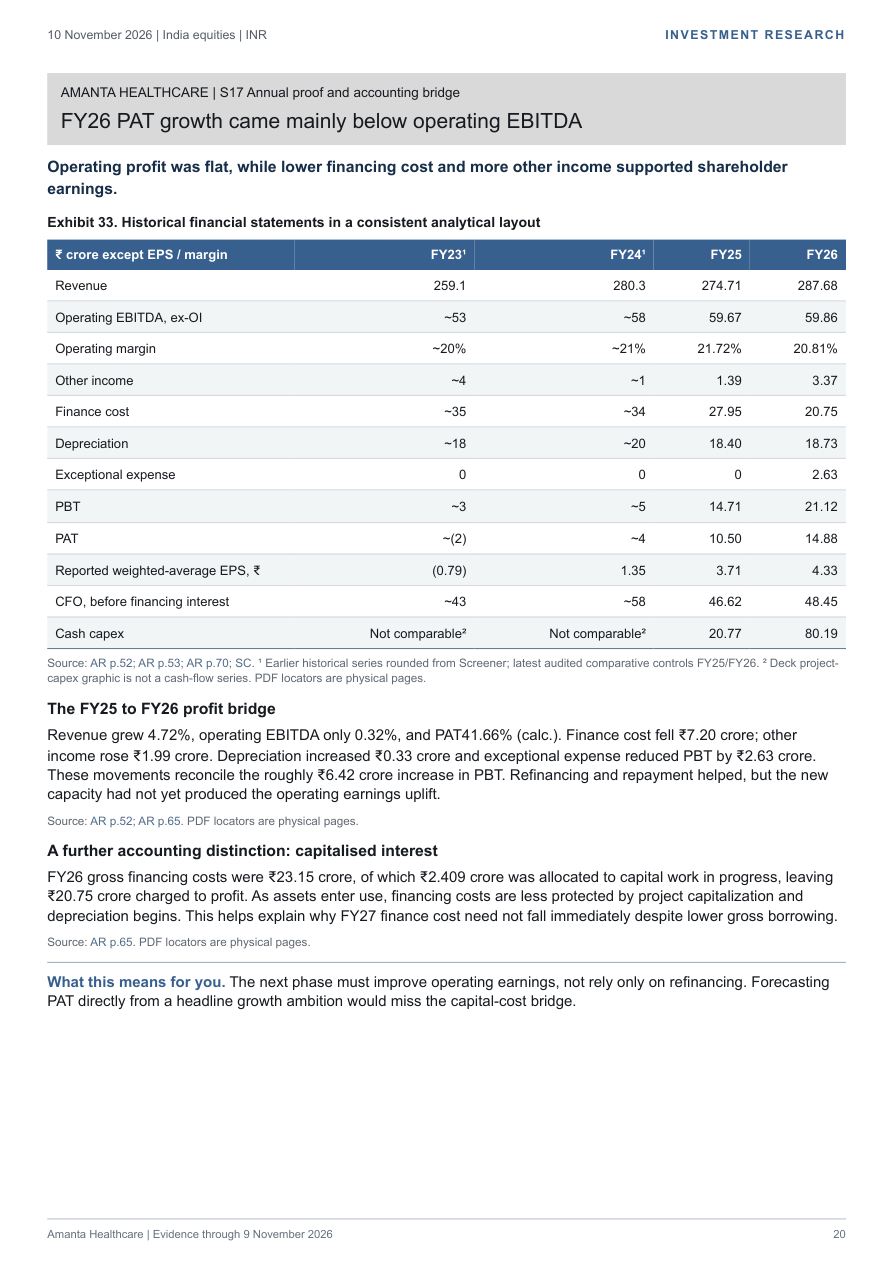 10 November 2026 | India equities | INR
INVESTMENT RESEARCH
AMANTA HEALTHCARE | S17 Annual proof and accounting bridge
FY26 PAT growth came mainly below operating EBITDA
Operating profit was flat, while lower financing cost and more other income supported shareholder
earnings.
Exhibit 33. Historical financial statements in a consistent analytical layout
₹ crore except EPS / margin FY23¹ FY24¹ FY25 FY26
Revenue 259.1 280.3 274.71 287.68
Operating EBITDA, ex-OI ~53 ~58 59.67 59.86
Operating margin ~20% ~21% 21.72% 20.81%
Other income ~4 ~1 1.39 3.37
Finance cost ~35 ~34 27.95 20.75
Depreciation ~18 ~20 18.40 18.73
Exceptional expense 0 0 0 2.63
PBT ~3 ~5 14.71 21.12
PAT ~(2) ~4 10.50 14.88
Reported weighted-average EPS, ₹ (0.79) 1.35 3.71 4.33
CFO, before financing interest ~43 ~58 46.62 48.45
Cash capex Not comparable² Not comparable² 20.77 80.19
Source: AR p.52; AR p.53; AR p.70; SC. ¹ Earlier historical series rounded from Screener; latest audited comparative controls FY25/FY26. ² Deck project-
capex graphic is not a cash-flow series. PDF locators are physical pages.
The FY25 to FY26 profit bridge
Revenue grew 4.72%, operating EBITDA only 0.32%, and PAT41.66% (calc.). Finance cost fell ₹7.20 crore; other
income rose ₹1.99 crore. Depreciation increased ₹0.33 crore and exceptional expense reduced PBT by ₹2.63 crore.
These movements reconcile the roughly ₹6.42 crore increase in PBT. Refinancing and repayment helped, but the new
capacity had not yet produced the operating earnings uplift.
Source: AR p.52; AR p.65. PDF locators are physical pages.
A further accounting distinction: capitalised interest
FY26 gross financing costs were ₹23.15 crore, of which ₹2.409 crore was allocated to capital work in progress, leaving
₹20.75 crore charged to profit. As assets enter use, financing costs are less protected by project capitalization and
depreciation begins. This helps explain why FY27 finance cost need not fall immediately despite lower gross borrowing.
Source: AR p.65. PDF locators are physical pages.
What this means for you. The next phase must improve operating earnings, not rely only on refinancing. Forecasting
PAT directly from a headline growth ambition would miss the capital-cost bridge.
Amanta Healthcare | Evidence through 9 November 2026
20